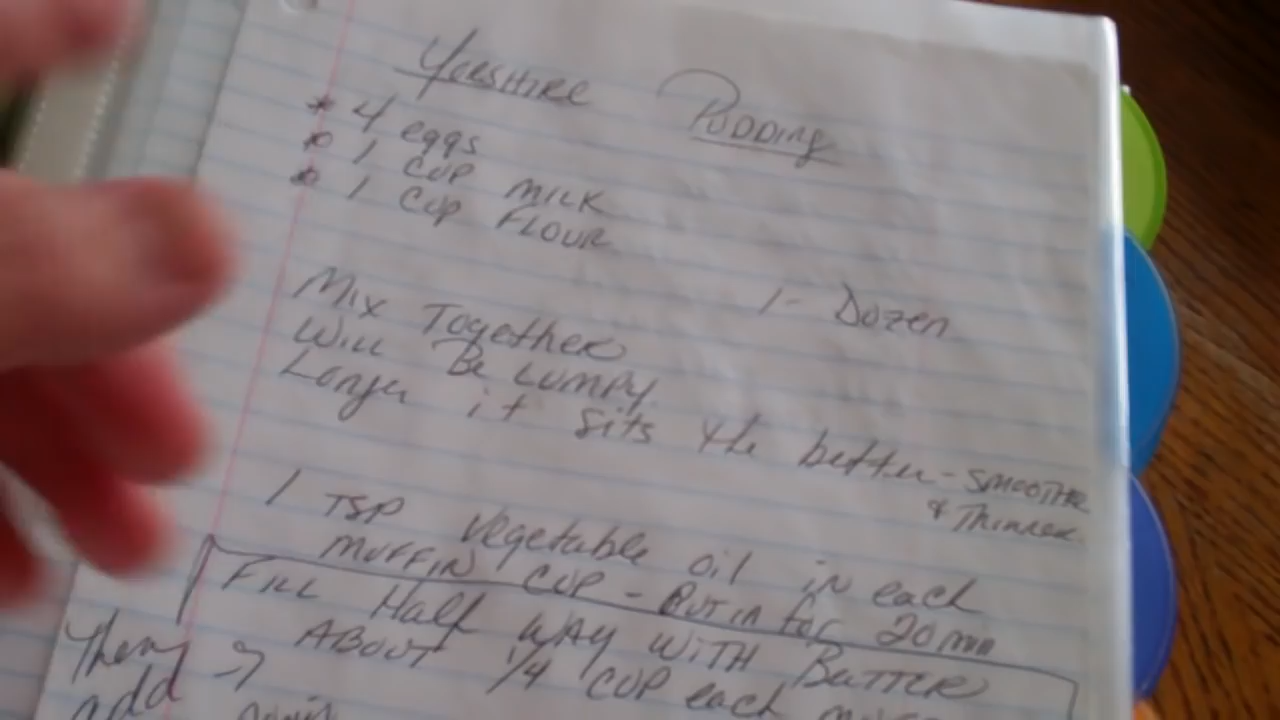 Yorshire Pudding
* 4 eggs
* 1 cup milk
* 1 cup FLOUR
1 - Dozen
Mix Together
Will Be Lumpy
Longer it sits the better - smoother
& Thinner
1 TSP Vegetable oil in each
MUFFIN CUP - Put in for 20 min
Fill Half way with Batter
ABOUT 1/4 CUP each
Then
add